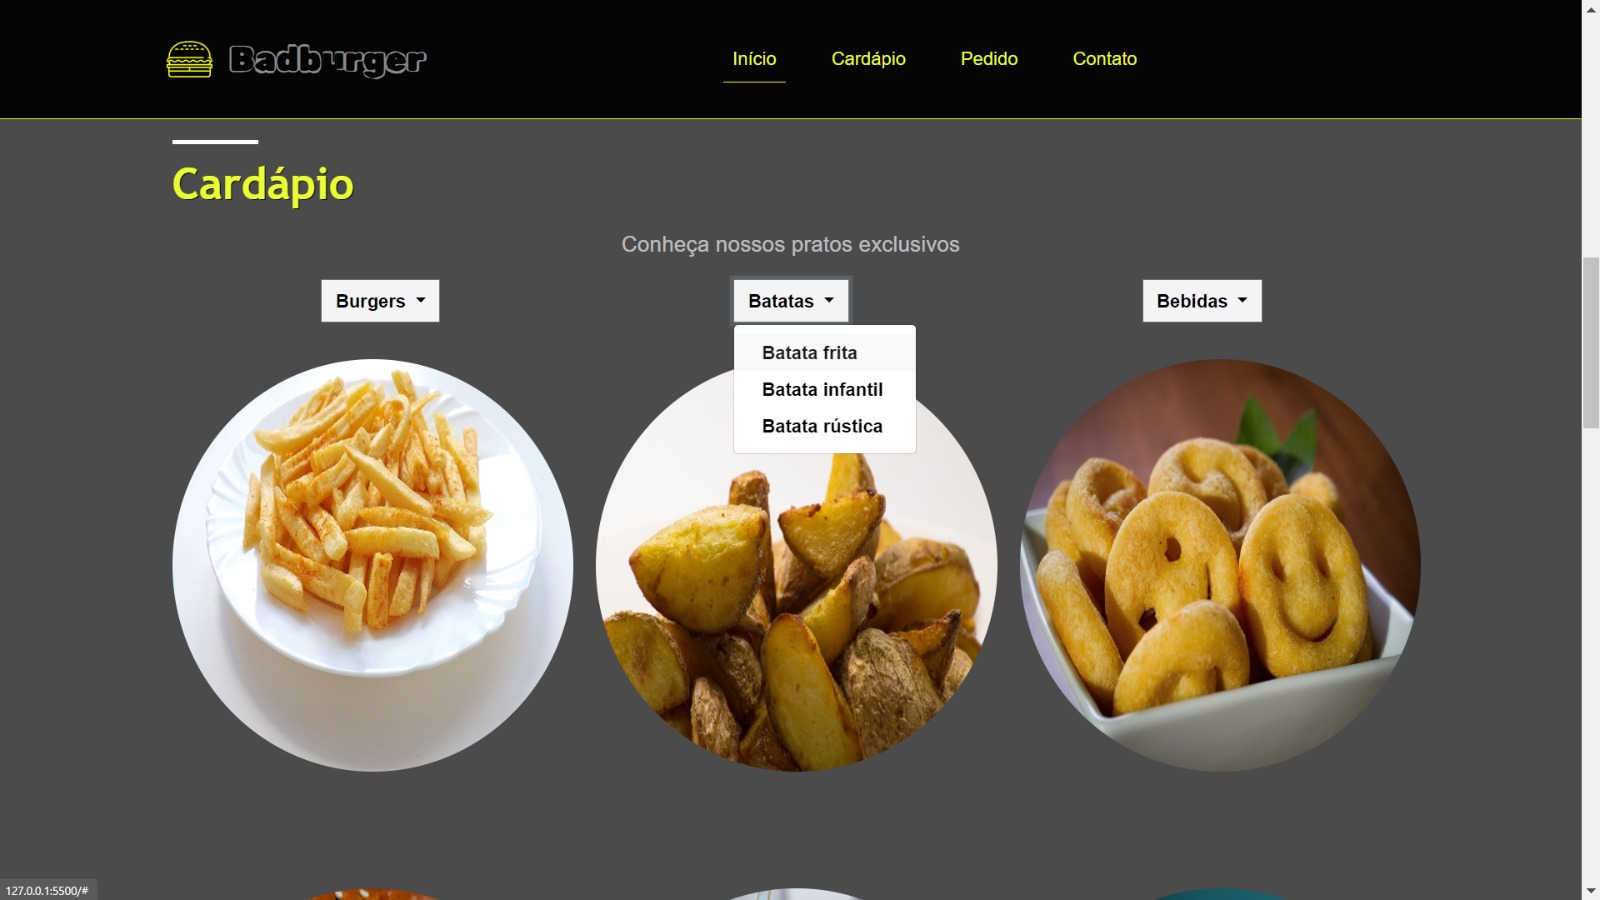 Badburger
Início Cardápio Pedido Contato
Cardápio
Conheça nossos pratos exclusivos
Burgers Batatas Bebidas
Batata frita
Batata infantil
Batata rústica
127.0.0.1:5500/#